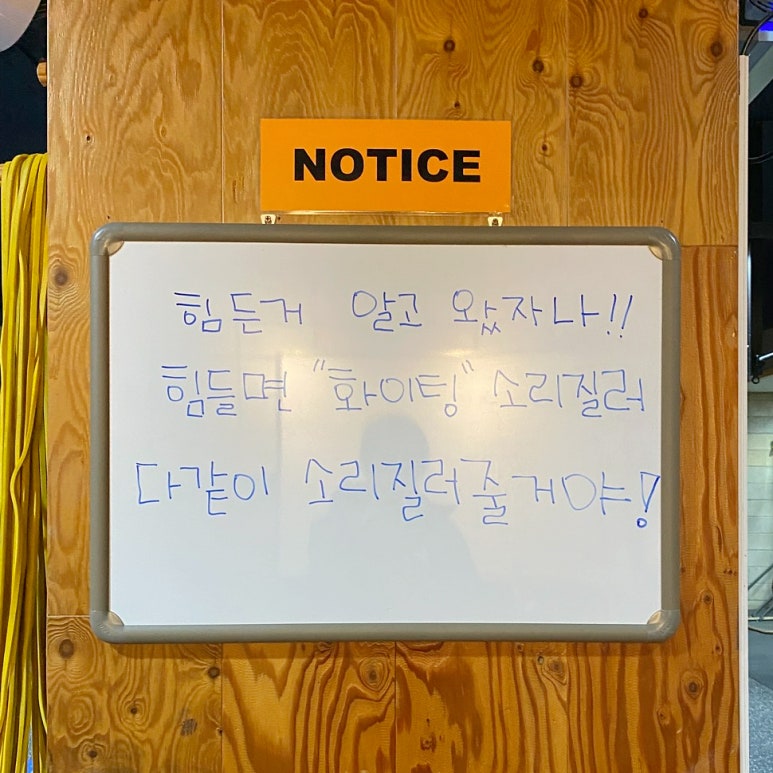 NOTICE
힘든거 알고 왔짜나!!
힘들면 "화이팅" 소리질러
다같이 소리질러줄거야!